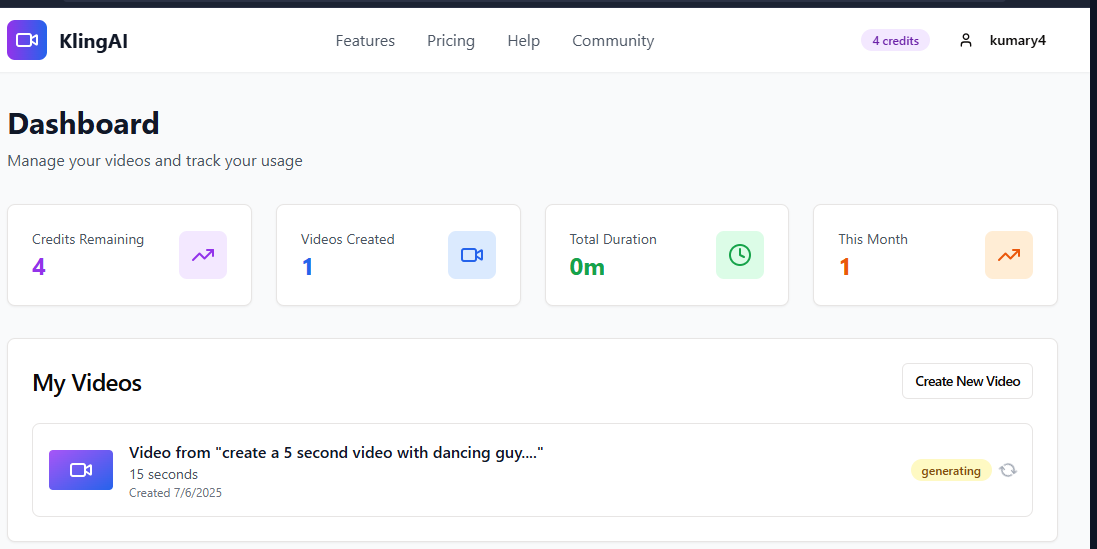 KlingAI
Features
Pricing
Help
Community
4 credits
kumary4
Dashboard
Manage your videos and track your usage
Credits Remaining
4
Videos Created
1
Total Duration
0m
This Month
1
My Videos
Create New Video
Video from "create a 5 second video with dancing guy...."
15 seconds
Created 7/6/2025
generating